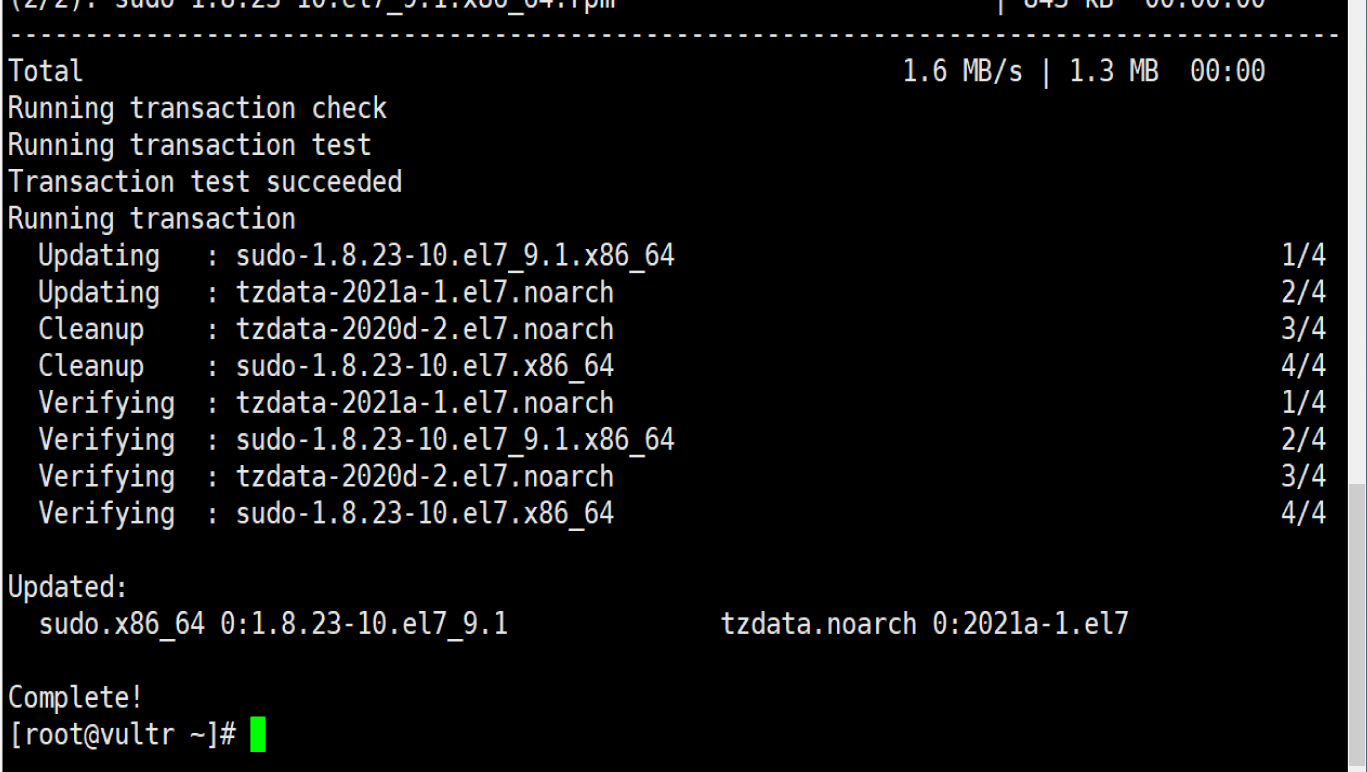 (2/2): sudo-1.8.23-10.el7_9.1.x86_64.rpm | 843 kB 00:00:00
--------------------------------------------------------------------------------
Total 1.6 MB/s | 1.3 MB 00:00
Running transaction check
Running transaction test
Transaction test succeeded
Running transaction
Updating : sudo-1.8.23-10.el7_9.1.x86_64 1/4
Updating : tzdata-2021a-1.el7.noarch 2/4
Cleanup : tzdata-2020d-2.el7.noarch 3/4
Cleanup : sudo-1.8.23-10.el7.x86_64 4/4
Verifying : tzdata-2021a-1.el7.noarch 1/4
Verifying : sudo-1.8.23-10.el7_9.1.x86_64 2/4
Verifying : tzdata-2020d-2.el7.noarch 3/4
Verifying : sudo-1.8.23-10.el7.x86_64 4/4
Updated:
sudo.x86_64 0:1.8.23-10.el7_9.1 tzdata.noarch 0:2021a-1.el7
Complete!
[root@vultr ~]#